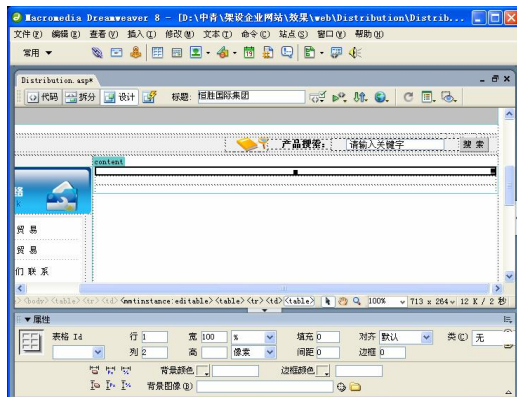 Macromedia Dreamweaver 8 - [D:\中青\架设企业网站\效果\web\Distribution\Distrib...
文件(F) 编辑(E) 查看(V) 插入(I) 修改(M) 文本(T) 命令(C) 站点(S) 窗口(W) 帮助(H)
常用
Distribution.asp*
代码 拆分 设计 标题: 恒胜国际集团
产品搜索: 请输入关键字 搜 索
content
络
贸 易
贸 易
们 联 系
<body> <table> <tr> <td> <mmtinstance:editable> <table> <tr> <td> <table> 100% 713 x 264 12 K / 2 秒
属性
表格 Id 行 1 宽 100 % 填充 0 对齐 默认 类(C) 无
列 2 高 像素 间距 0 边框 0
背景颜色 边框颜色
背景图像(B)